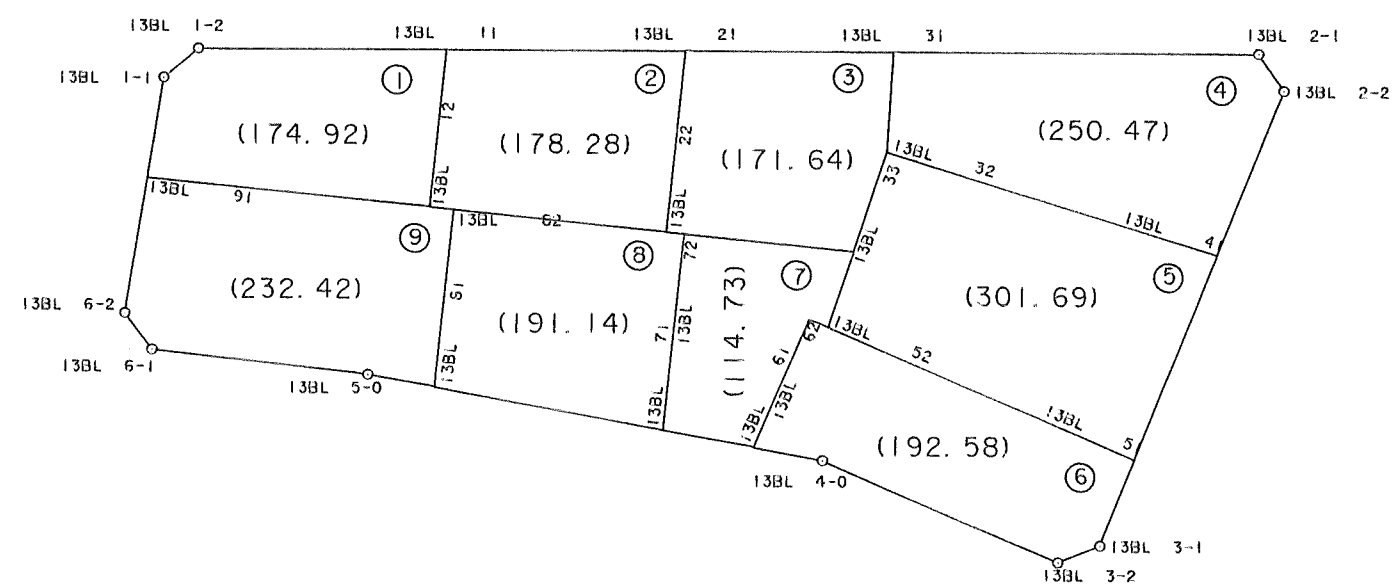 13BL 1-2
13BL 11
13BL 21
13BL 31
13BL 2-1
13BL 1-1
①
②
③
④
13BL 2-2
(174. 92)
12
(178. 28)
22
(171. 64)
(250. 47)
13BL
13BL
13BL
33
32
13BL
41
13BL 91
13BL 82
13BL
⑨
⑧
72
⑦
⑤
(232. 42)
81
(191. 14)
71
13BL
(114. 73)
(301. 69)
13BL 6-2
62
13BL
52
61
13BL
13BL 6-1
13BL
13BL 5-0
13BL
13BL
13BL
51
(192. 58)
⑥
13BL 4-0
13BL 3-1
13BL 3-2